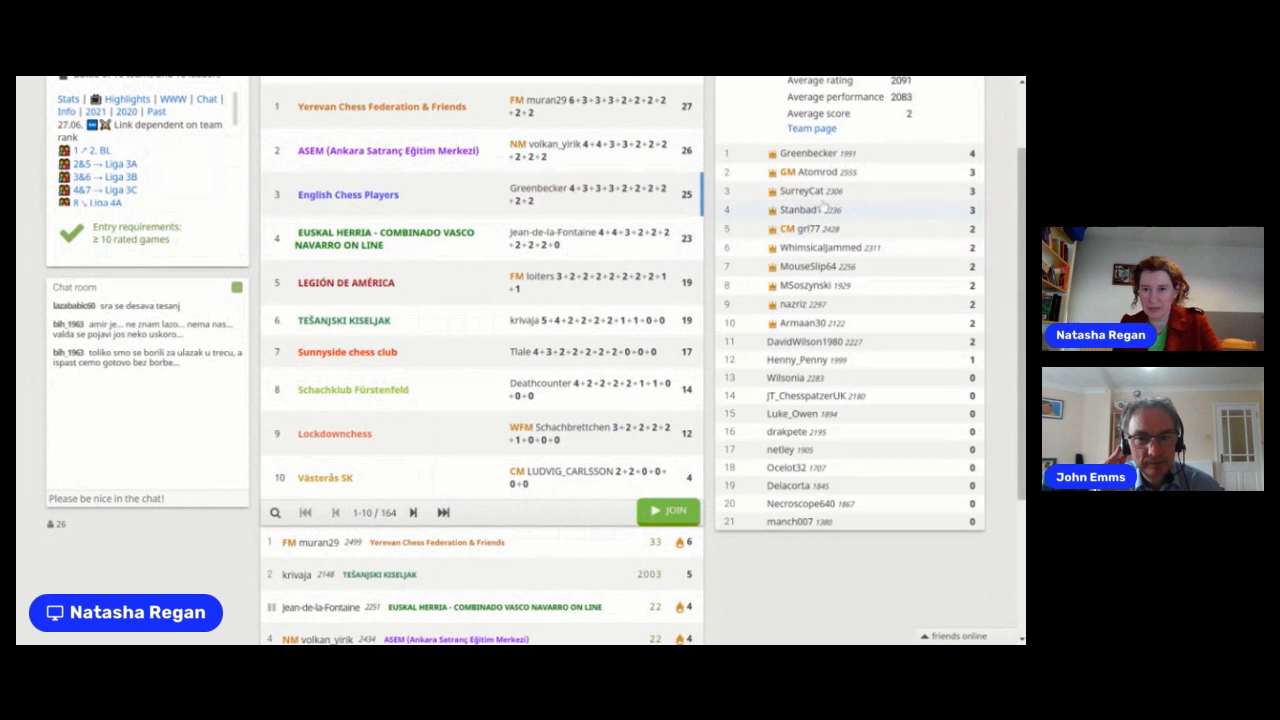 Stats | Highlights | WWW | Chat |
Info | 2021 | 2020 | Past
27.06. Link dependent on team
rank
1 ↗ 2. BL
2&5 → Liga 3A
3&6 → Liga 3B
4&7 → Liga 3C
8 ↘ Liga 4A
Entry requirements:
≥ 10 rated games
Chat room
lazababic60 sra se desava tesanj
bih_1963 amir je... ne znam lazo... nema nas...
valda se pojavi jos neko uskoro...
bih_1963 toliko smo se borili za ulazak u trecu, a
ispast cemo gotovo bez borbe...
Please be nice in the chat!
26
1 Yerevan Chess Federation & Friends FM muran29 6+3+3+3+2+2+2+2
+2+2 27
2 ASEM (Ankara Satranç Eğitim Merkezi) NM volkan_yirik 4+4+3+3+2+2+2
+2+2+2 26
3 English Chess Players Greenbecker 4+3+3+3+2+2+2+2
+2+2 25
4 EUSKAL HERRIA - COMBINADO VASCO
NAVARRO ON LINE Jean-de-la-Fontaine 4+4+3+2+2+2
+2+2+2+0 23
5 LEGIÓN DE AMÉRICA FM loiters 3+2+2+2+2+2+2+2+1
+1 19
6 TEŠANJSKI KISELJAK krivaja 5+4+2+2+2+2+1+1+0+0 19
7 Sunnyside chess club Tlale 4+3+2+2+2+2+2+0+0+0 17
8 Schachklub Fürstenfeld Deathcounter 4+2+2+2+2+1+1+0
+0+0 14
9 Lockdownchess WFM Schachbrettchen 3+2+2+2+2
+1+0+0+0 12
10 Västerås SK CM LUDVIG_CARLSSON 2+2+0+0+
0+0 4
1-10 / 164 JOIN
1 FM muran29 2499 Yerevan Chess Federation & Friends 33 6
2 krivaja 2148 TEŠANJSKI KISELJAK 2003 5
Jean-de-la-Fontaine 2251 EUSKAL HERRIA - COMBINADO VASCO NAVARRO ON LINE 22 4
4 NM volkan_yirik 2434 ASEM (Ankara Satranç Eğitim Merkezi) 22 4
Average rating 2091
Average performance 2083
Average score 2
Team page
1 Greenbecker 1991 4
2 GM Atomrod 2555 3
3 SurreyCat 2306 3
4 Stanbad 2236 3
5 CM grl77 2428 2
6 WhimsicalJammed 2311 2
7 MouseSlip64 2256 2
8 MSoszynski 1929 2
9 nazriz 2297 2
10 Armaan30 2122 2
11 DavidWilson1980 2227 2
12 Henny_Penny 1999 1
13 Wilsonia 2283 0
14 JT_ChesspatzerUK 2180 0
15 Luke_Owen 1894 0
16 drakpete 2195 0
17 netley 1905 0
18 Ocelot32 1707 0
19 Delacorta 1845 0
20 Necroscope640 1867 0
21 manch007 1380 0
friends online
Natasha Regan
Natasha Regan
John Emms